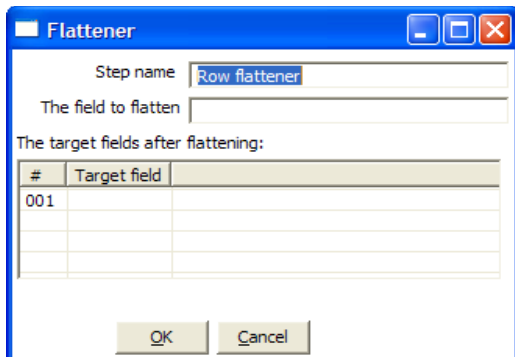 Flattener
Step name Row flattener
The field to flatten
The target fields after flattening:
# Target field
001
OK Cancel